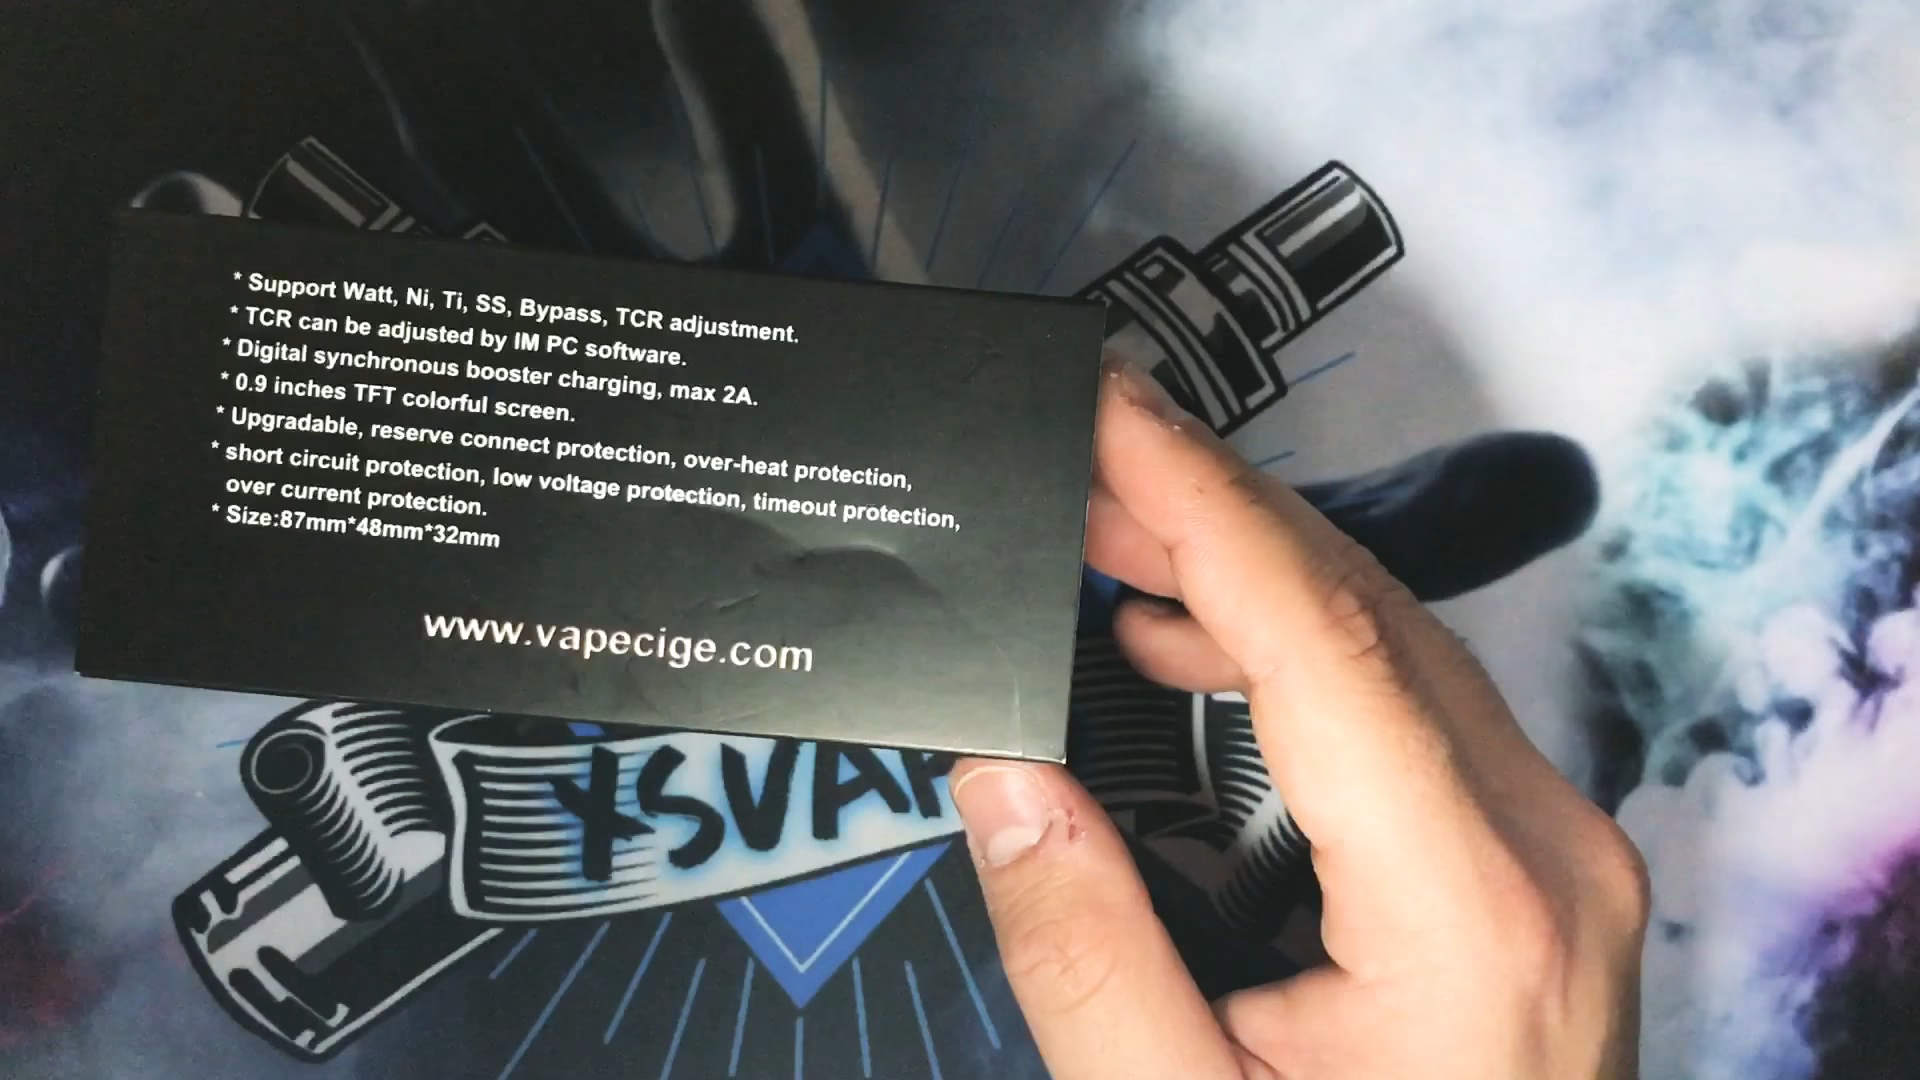 * Support Watt, Ni, Ti, SS, Bypass, TCR adjustment.
* TCR can be adjusted by IM PC software.
* Digital synchronous booster charging, max 2A.
* 0.9 inches TFT colorful screen.
* Upgradable, reserve connect protection, over-heat protection,
* short circuit protection, low voltage protection, timeout protection,
over current protection.
* Size:87mm*48mm*32mm
www.vapecige.com
YSVAP